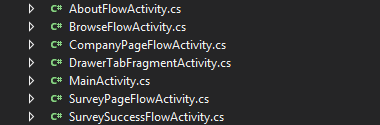 C# AboutFlowActivity.cs
C# BrowseFlowActivity.cs
C# CompanyPageFlowActivity.cs
C# DrawerTabFragmentActivity.cs
C# MainActivity.cs
C# SurveyPageFlowActivity.cs
C# SurveySuccessFlowActivity.cs